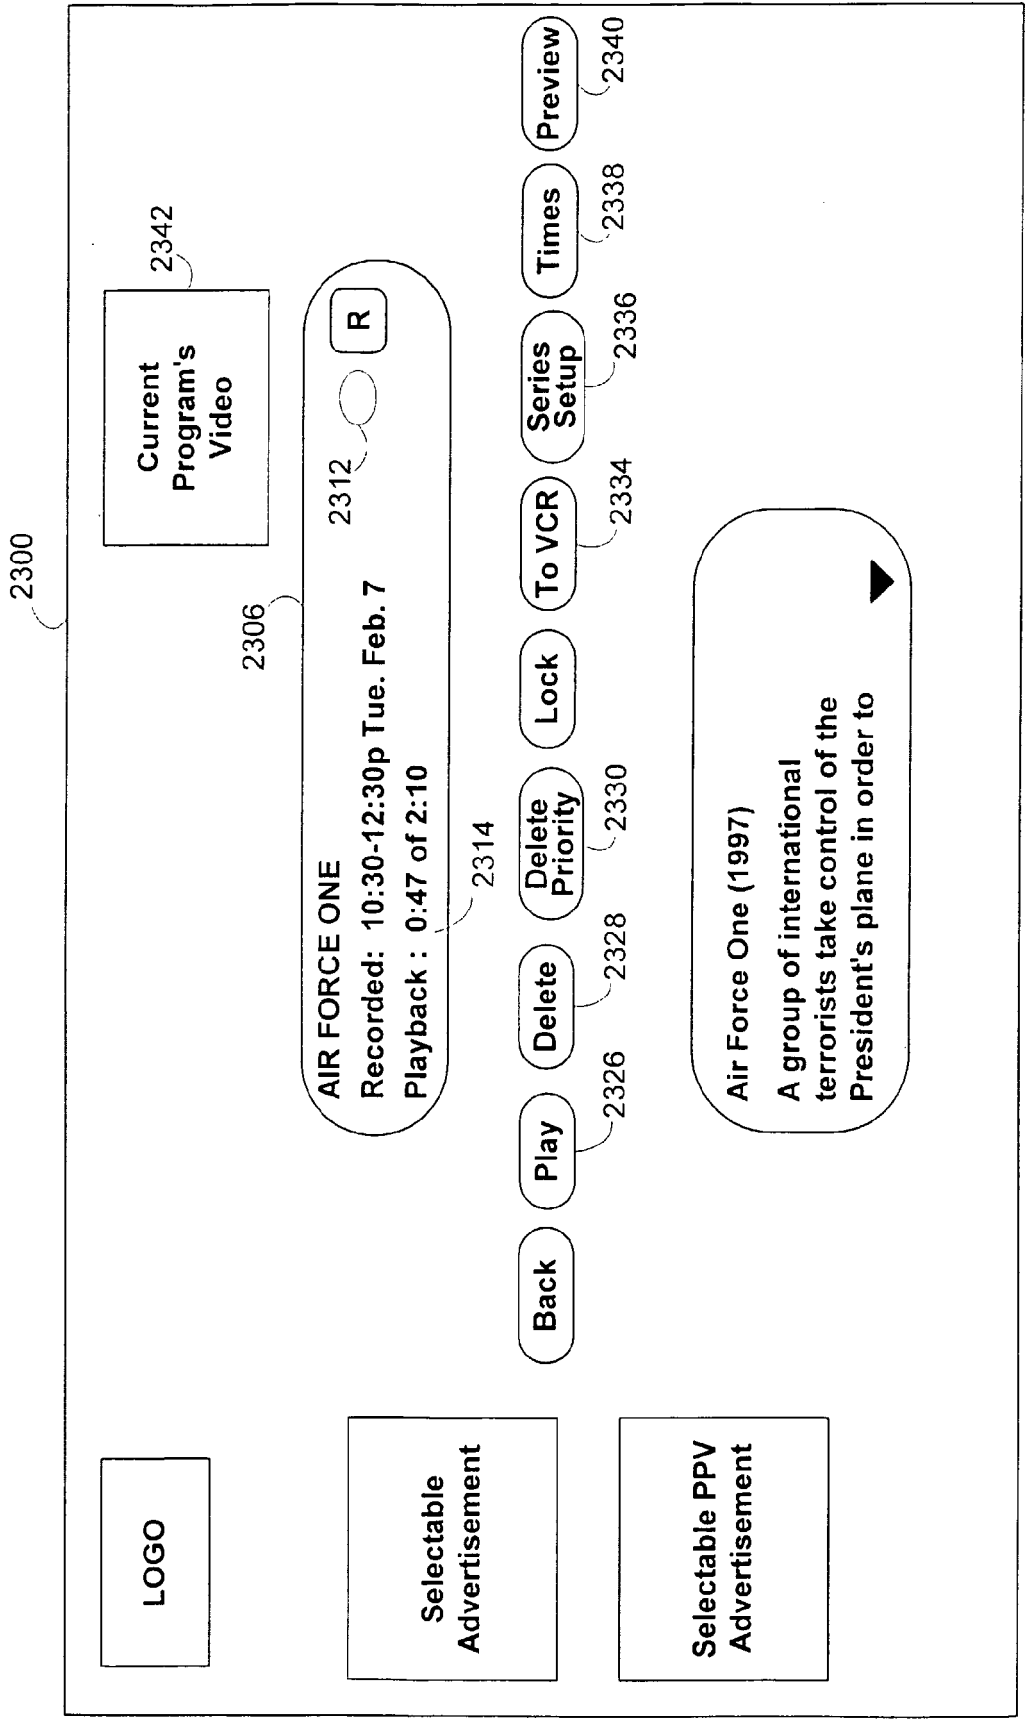 2300
LOGO
Current
Program's
Video
2342
2306
AIR FORCE ONE
Recorded: 10:30-12:30p Tue. Feb. 7
Playback : 0:47 of 2:10
2312
R
2314
Selectable
Advertisement
Back
Play
Delete
Delete
Priority
Lock
To VCR
Series
Setup
Times
Preview
2326
2328
2330
2334
2336
2338
2340
Selectable PPV
Advertisement
Air Force One (1997)
A group of international
terrorists take control of the
President's plane in order to